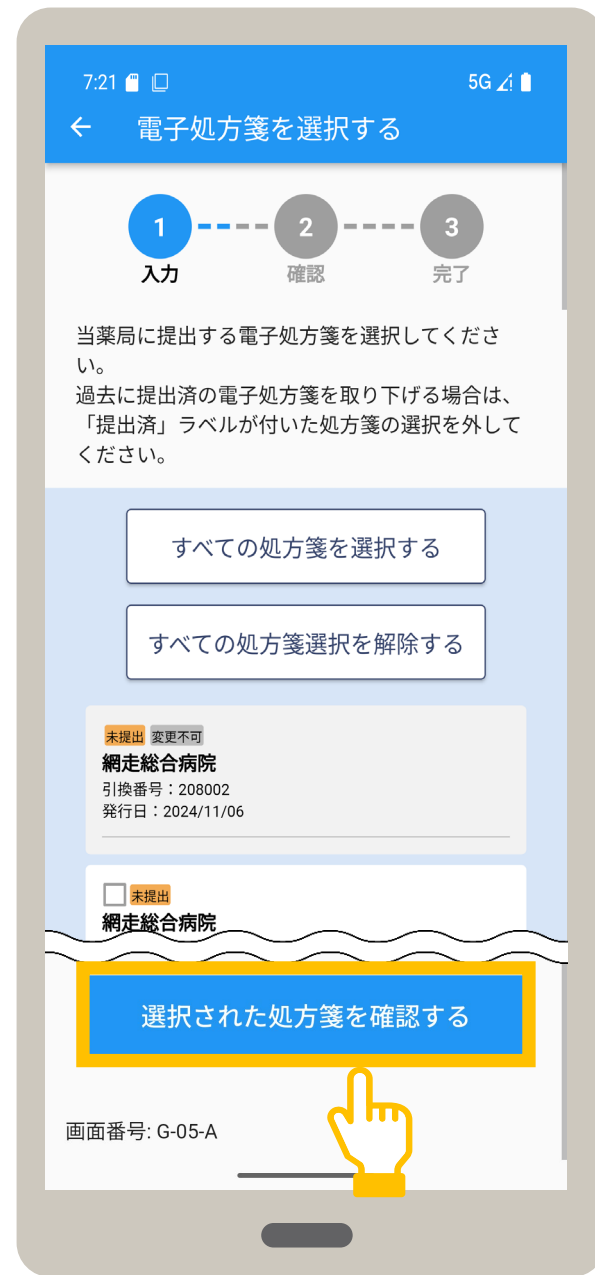 7:21 5G
電子処方箋を選択する
1 2 3
入力 確認 完了
当薬局に提出する電子処方箋を選択してくださ
い。
過去に提出済の電子処方箋を取り下げる場合は、
「提出済」ラベルが付いた処方箋の選択を外して
ください。
すべての処方箋を選択する
すべての処方箋選択を解除する
未提出 変更不可
網走総合病院
引換番号：208002
発行日：2024/11/06
未提出
網走総合病院
選択された処方箋を確認する
画面番号: G-05-A